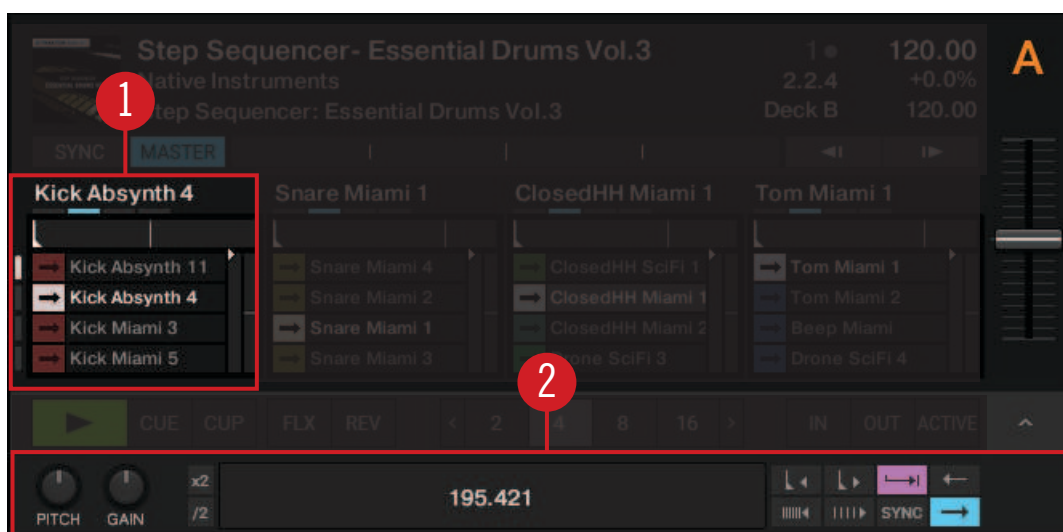 Step Sequencer- Essential Drums Vol.3 1 120.00 A
Native Instruments 2.2.4 +0.0%
Step Sequencer: Essential Drums Vol.3 Deck B 120.00
1
SYNC MASTER
Kick Absynth 4 Snare Miami 1 ClosedHH Miami 1 Tom Miami 1
Kick Absynth 11 Snare Miami 4 ClosedHH SciFi 1 Tom Miami 1
Kick Absynth 4 Snare Miami 2 ClosedHH Miami 1 Tom Miami 2
Kick Miami 3 Snare Miami 1 ClosedHH Miami 2 Beep Miami
Kick Miami 5 Snare Miami 3 Drone SciFi 3 Drone SciFi 4
2
CUE CUP FLX REV < 2 4 8 16 > IN OUT ACTIVE
x2
195.421
/2 SYNC
PITCH GAIN